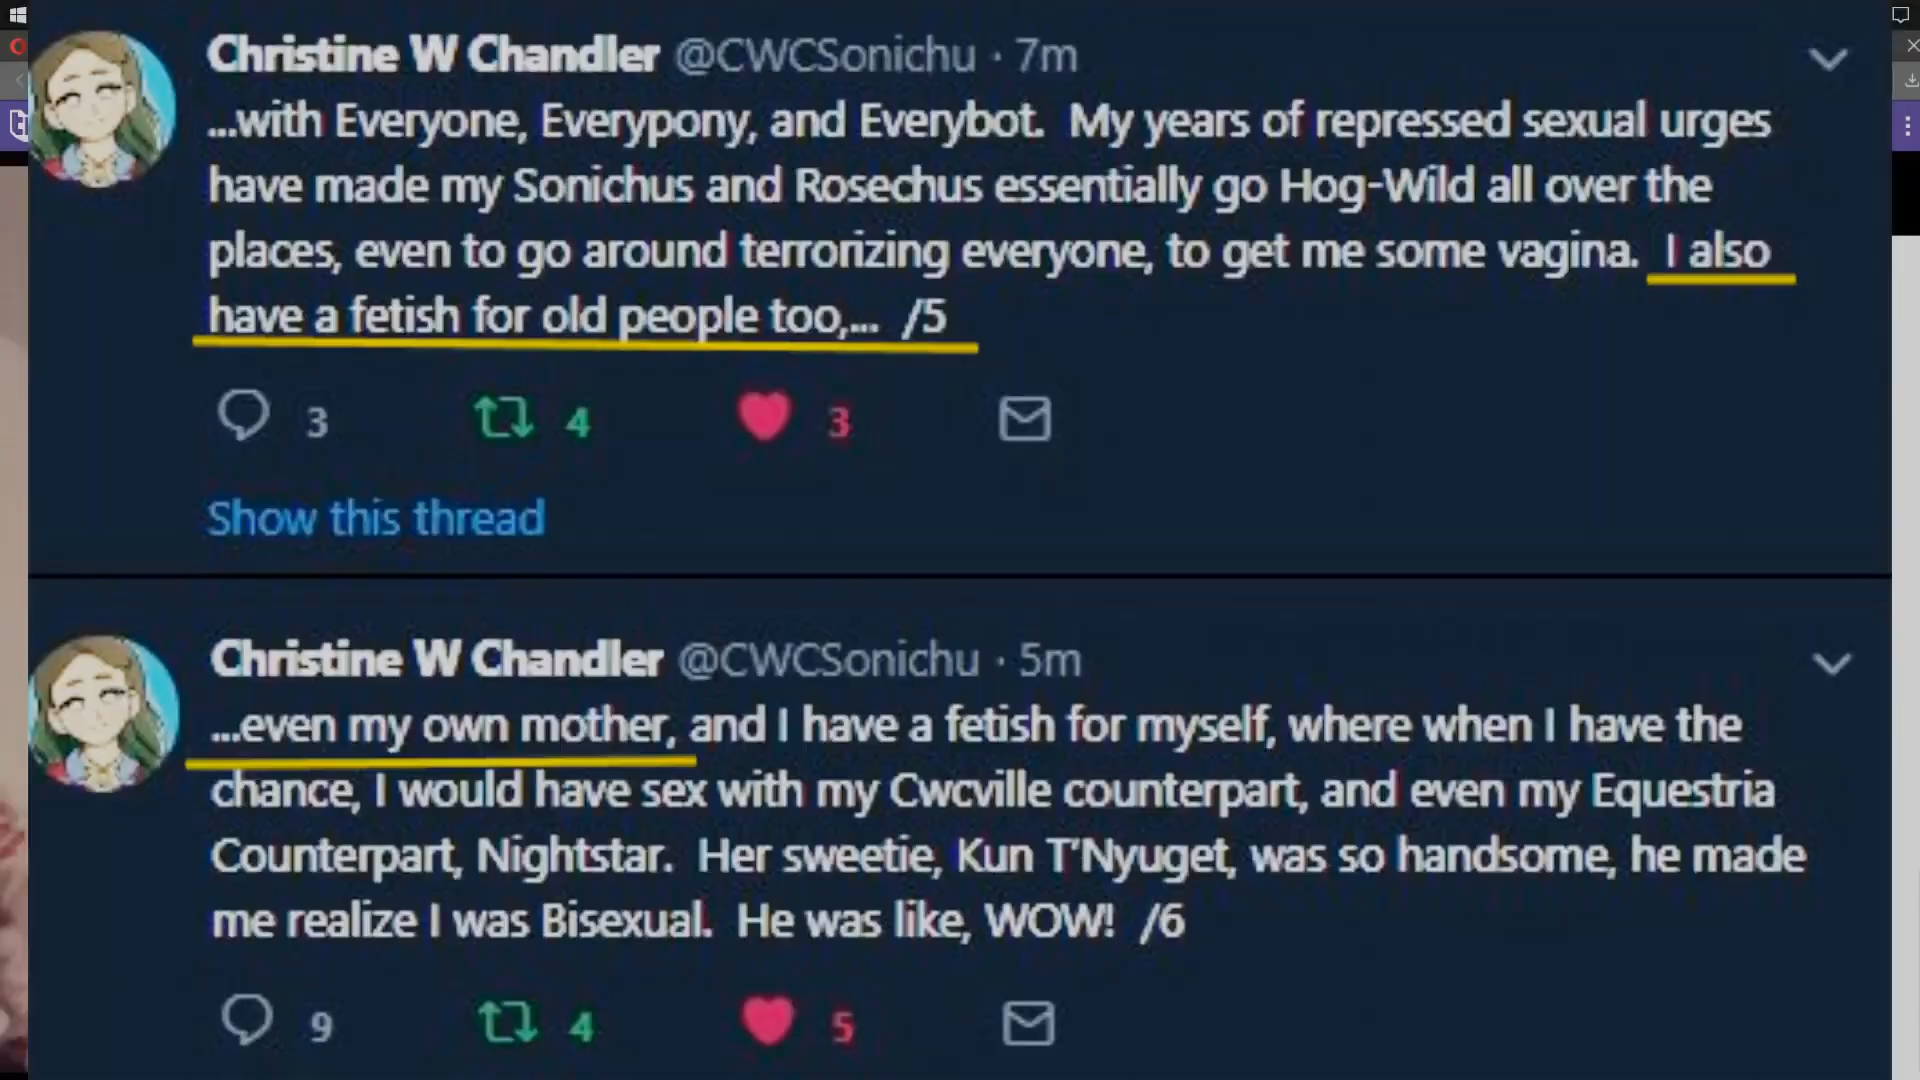 Christine W Chandler @CWCSonichu · 7m
...with Everyone, Everypony, and Everybot. My years of repressed sexual urges
have made my Sonichus and Rosechus essentially go Hog-Wild all over the
places, even to go around terrorizing everyone, to get me some vagina. I also
have a fetish for old people too,... /5
3 4 3
Show this thread
Christine W Chandler @CWCSonichu · 5m
...even my own mother, and I have a fetish for myself, where when I have the
chance, I would have sex with my Cwcville counterpart, and even my Equestria
Counterpart, Nightstar. Her sweetie, Kun T'Nyuget, was so handsome, he made
me realize I was Bisexual. He was like, WOW! /6
9 4 5